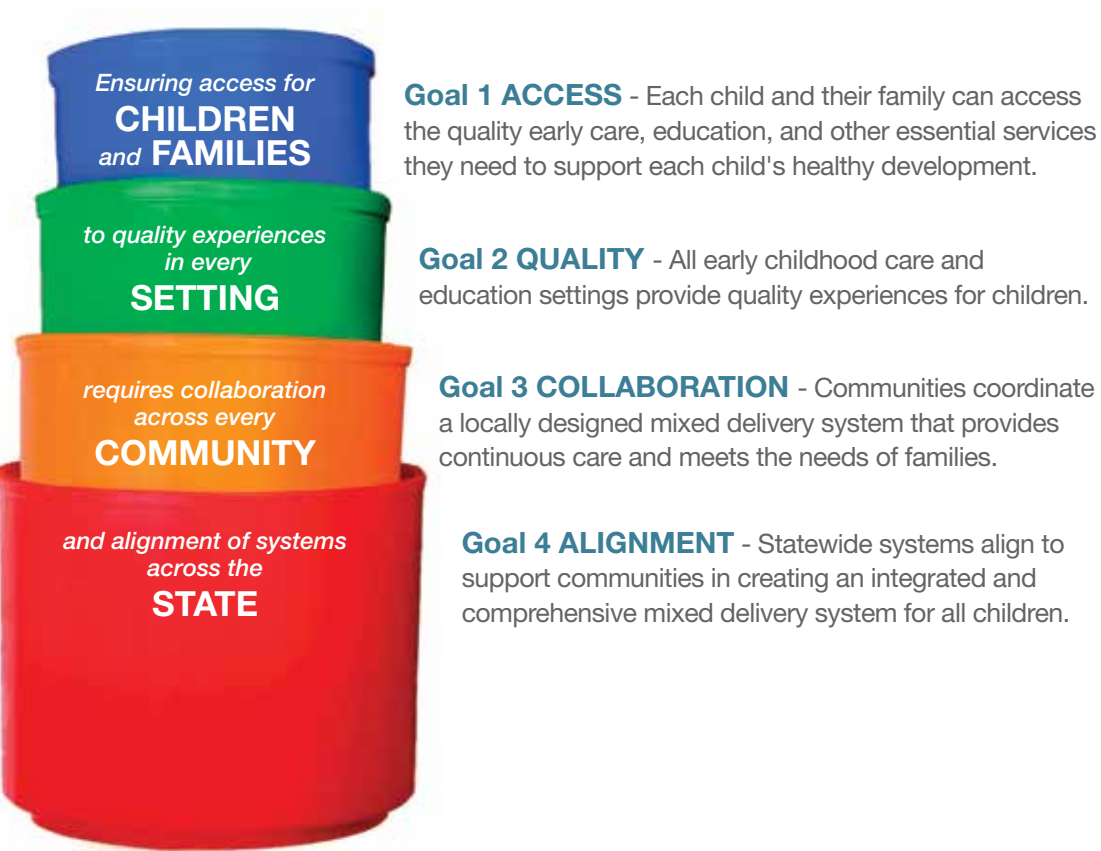 Ensuring access for
CHILDREN
and FAMILIES
Goal 1 ACCESS - Each child and their family can access
the quality early care, education, and other essential services
they need to support each child's healthy development.
to quality experiences
in every
SETTING
Goal 2 QUALITY - All early childhood care and
education settings provide quality experiences for children.
requires collaboration
across every
COMMUNITY
Goal 3 COLLABORATION - Communities coordinate
a locally designed mixed delivery system that provides
continuous care and meets the needs of families.
and alignment of systems
across the
STATE
Goal 4 ALIGNMENT - Statewide systems align to
support communities in creating an integrated and
comprehensive mixed delivery system for all children.